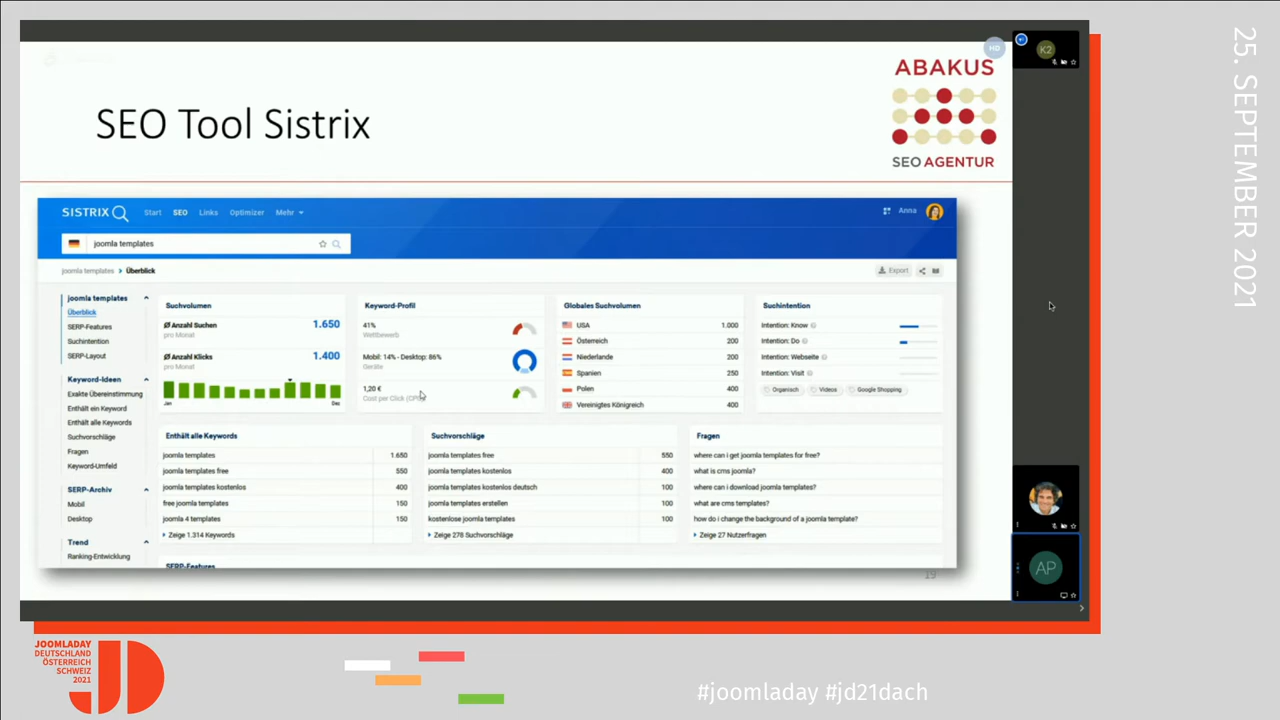 25. SEPTEMBER 2021
HD
K2
ABAKUS
SEO AGENTUR
SEO Tool Sistrix
SISTRIX
Start SEO Links Optimizer Mehr
Anna
joomla templates
joomla templates > Überblick
Export
joomla templates
Überblick
SERP-Features
Suchintention
SERP-Layout
Keyword-Ideen
Exakte Übereinstimmung
Enthält ein Keyword
Enthält alle Keywords
Suchvorschläge
Fragen
Keyword-Umfeld
SERP-Archiv
Mobil
Desktop
Trend
Ranking-Entwicklung
Suchvolumen
Ø Anzahl Suchen 1.650
pro Monat
Ø Anzahl Klicks 1.400
pro Monat
Jan Dez
Keyword-Profil
41%
Wettbewerb
Mobil: 14% - Desktop: 86%
Geräte
1,20 €
Cost per Click (CPC)
Globales Suchvolumen
USA 1.000
Österreich 200
Niederlande 200
Spanien 250
Polen 400
Vereinigtes Königreich 400
Suchintention
Intention: Know
Intention: Do
Intention: Webseite
Intention: Visit
Organisch Videos Google Shopping
Enthält alle Keywords
joomla templates 1.650
joomla templates free 550
joomla templates kostenlos 400
free joomla templates 150
joomla 4 templates 150
Zeige 1.314 Keywords
Suchvorschläge
joomla templates free 550
joomla templates kostenlos 400
joomla templates kostenlos deutsch 100
joomla templates erstellen 100
kostenlose joomla templates 100
Zeige 278 Suchvorschläge
Fragen
where can i get joomla templates for free?
what is cms joomla?
where can i download joomla templates?
what are cms templates?
how do i change the background of a joomla template?
Zeige 27 Nutzerfragen
SERP-Features
19
AP
JOOMLADAY
DEUTSCHLAND
ÖSTERREICH
SCHWEIZ
2021
JD
#joomladay #jd21dach